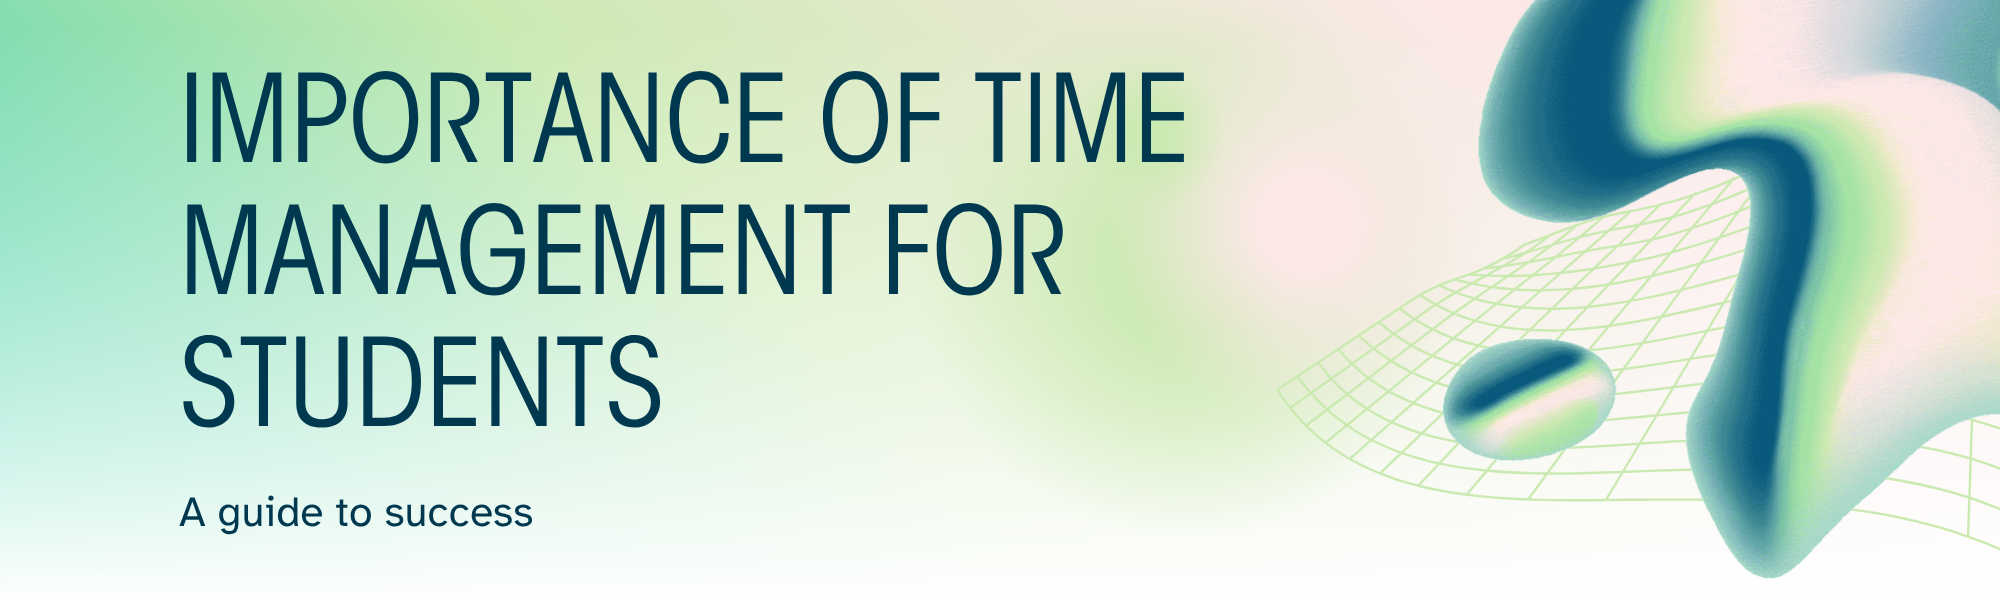 IMPORTANCE OF TIME
MANAGEMENT FOR
STUDENTS
A guide to success